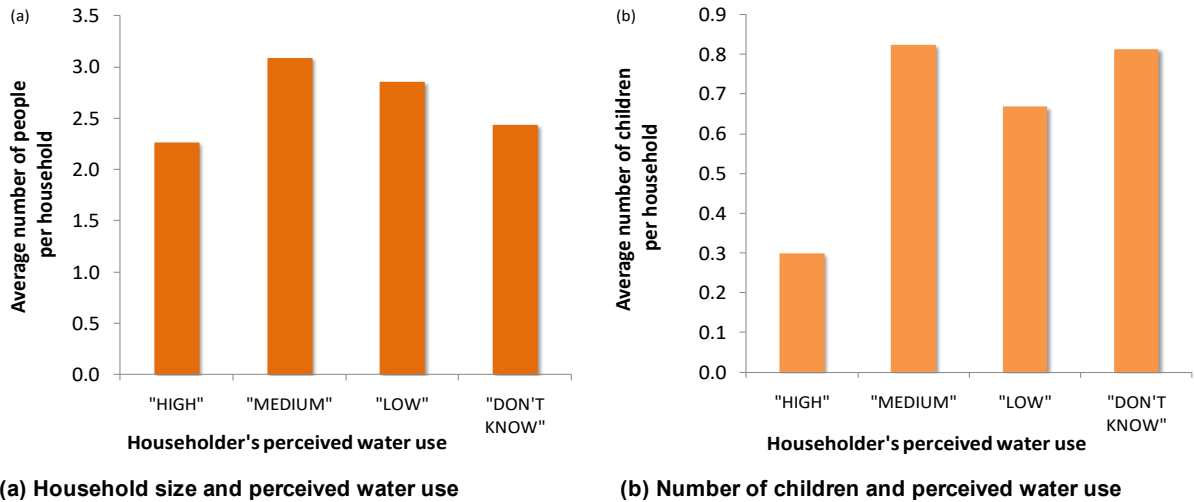 (a)
3.5
3.0
2.5
2.0
1.5
1.0
0.5
0.0
Average number of people
per household
"HIGH" "MEDIUM" "LOW" "DON'T
KNOW"
Householder's perceived water use
(a) Household size and perceived water use
(b)
0.9
0.8
0.7
0.6
0.5
0.4
0.3
0.2
0.1
0.0
Average number of children
per household
"HIGH" "MEDIUM" "LOW" "DON'T
KNOW"
Householder's perceived water use
(b) Number of children and perceived water use